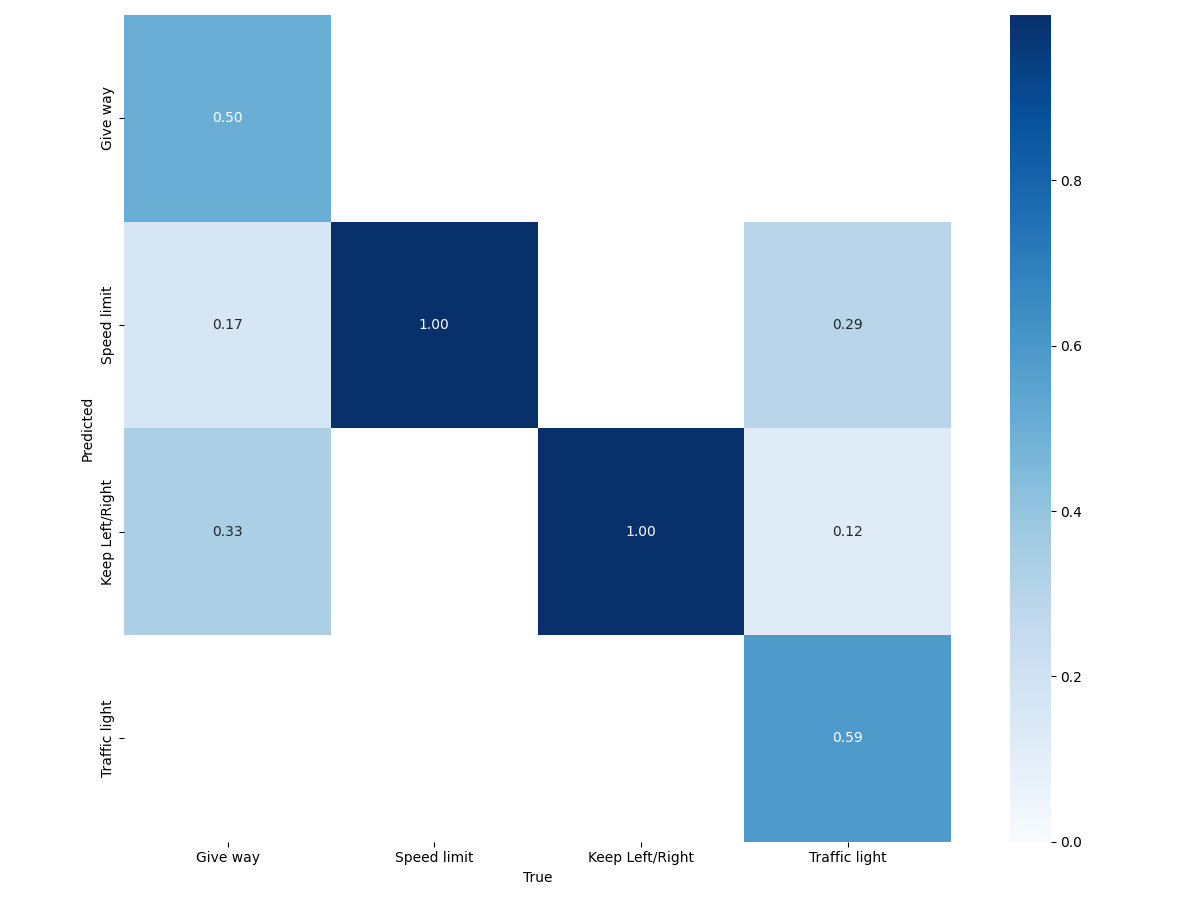 Give way
0.50
Speed limit
0.17
1.00
0.29
0.8
0.6
Predicted
Keep Left/Right
0.33
1.00
0.12
0.4
0.2
Traffic light
0.59
0.0
Give way
Speed limit
Keep Left/Right
Traffic light
True